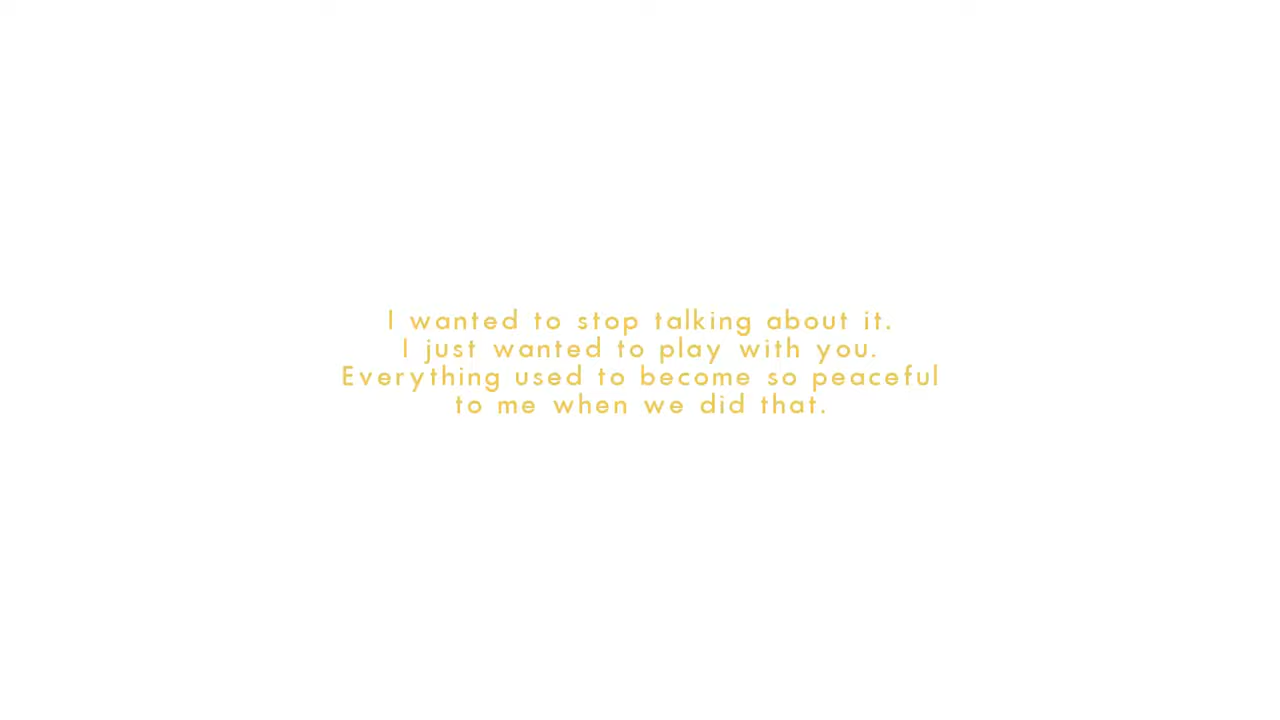 I wanted to stop talking about it.
I just wanted to play with you.
Everything used to become so peaceful
to me when we did that.